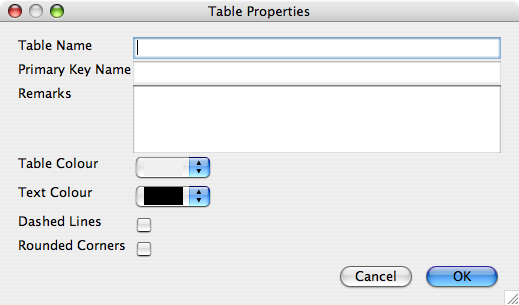 Table Properties
Table Name
Primary Key Name
Remarks
Table Colour
Text Colour
Dashed Lines
Rounded Corners
Cancel OK